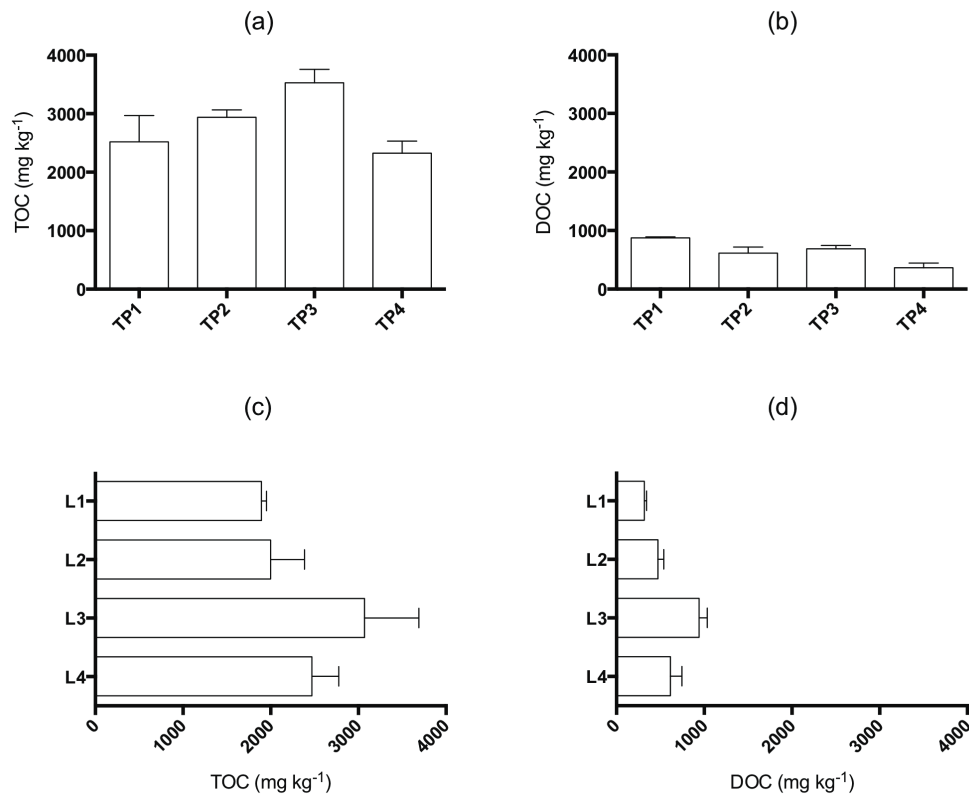 (a)
TOC (mg kg⁻¹)
4000
3000
2000
1000
0
TP1
TP2
TP3
TP4
(b)
DOC (mg kg⁻¹)
4000
3000
2000
1000
0
TP1
TP2
TP3
TP4
(c)
L1
L2
L3
L4
0
1000
2000
3000
4000
TOC (mg kg⁻¹)
(d)
L1
L2
L3
L4
0
1000
2000
3000
4000
DOC (mg kg⁻¹)